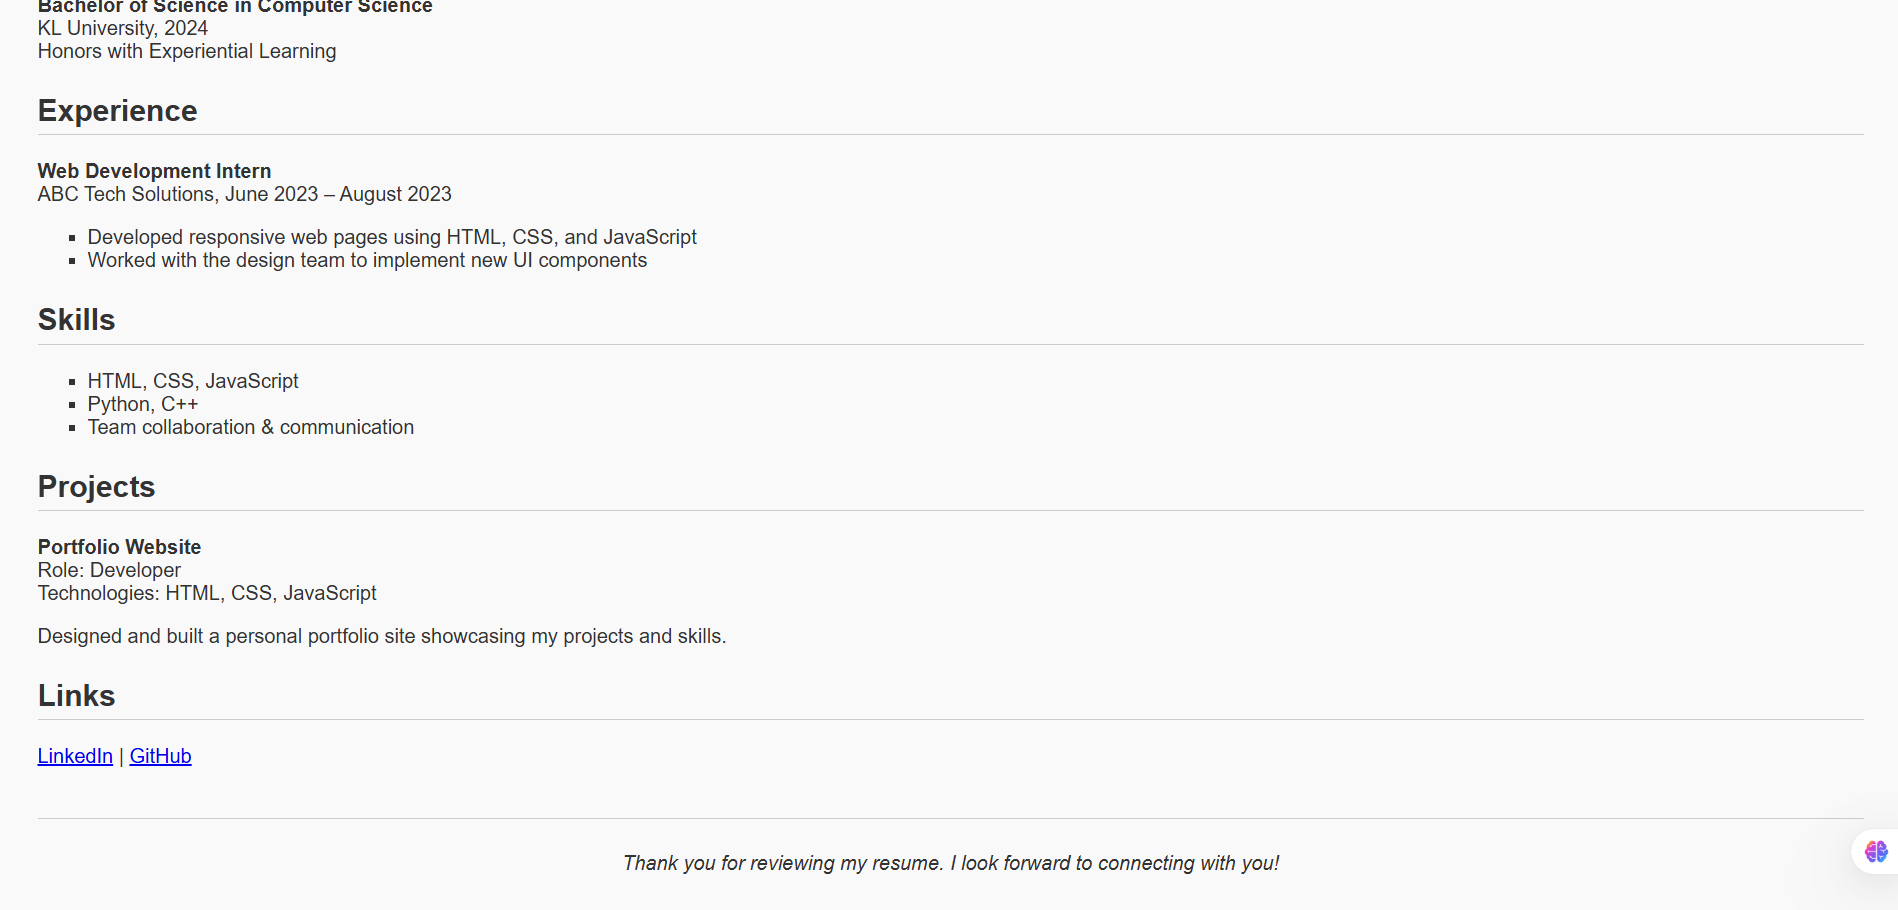 Bachelor of Science in Computer Science
KL University, 2024
Honors with Experiential Learning
Experience
Web Development Intern
ABC Tech Solutions, June 2023 – August 2023
Developed responsive web pages using HTML, CSS, and JavaScript
Worked with the design team to implement new UI components
Skills
HTML, CSS, JavaScript
Python, C++
Team collaboration & communication
Projects
Portfolio Website
Role: Developer
Technologies: HTML, CSS, JavaScript
Designed and built a personal portfolio site showcasing my projects and skills.
Links
LinkedIn | GitHub
Thank you for reviewing my resume. I look forward to connecting with you!